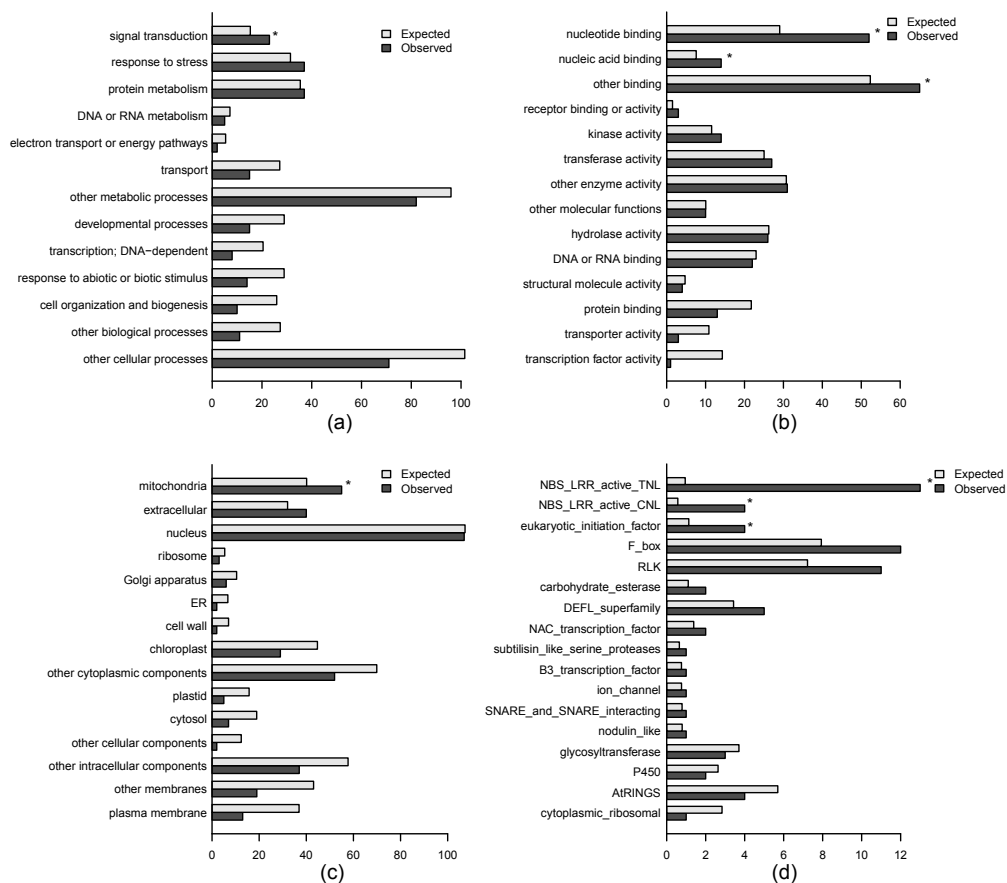 signal transduction
response to stress
protein metabolism
DNA or RNA metabolism
electron transport or energy pathways
transport
other metabolic processes
developmental processes
transcription; DNA−dependent
response to abiotic or biotic stimulus
cell organization and biogenesis
other biological processes
other cellular processes
*
Expected
Observed
0 20 40 60 80 100
(a)
nucleotide binding
nucleic acid binding
other binding
receptor binding or activity
kinase activity
transferase activity
other enzyme activity
other molecular functions
hydrolase activity
DNA or RNA binding
structural molecule activity
protein binding
transporter activity
transcription factor activity
Expected
Observed
*
*
*
0 10 20 30 40 50 60
(b)
mitochondria
extracellular
nucleus
ribosome
Golgi apparatus
ER
cell wall
chloroplast
other cytoplasmic components
plastid
cytosol
other cellular components
other intracellular components
other membranes
plasma membrane
Expected
Observed
*
0 20 40 60 80 100
(c)
NBS_LRR_active_TNL
NBS_LRR_active_CNL
eukaryotic_initiation_factor
F_box
RLK
carbohydrate_esterase
DEFL_superfamily
NAC_transcription_factor
subtilisin_like_serine_proteases
B3_transcription_factor
ion_channel
SNARE_and_SNARE_interacting
nodulin_like
glycosyltransferase
P450
AtRINGS
cytoplasmic_ribosomal
Expected
Observed
*
*
*
0 2 4 6 8 10 12
(d)